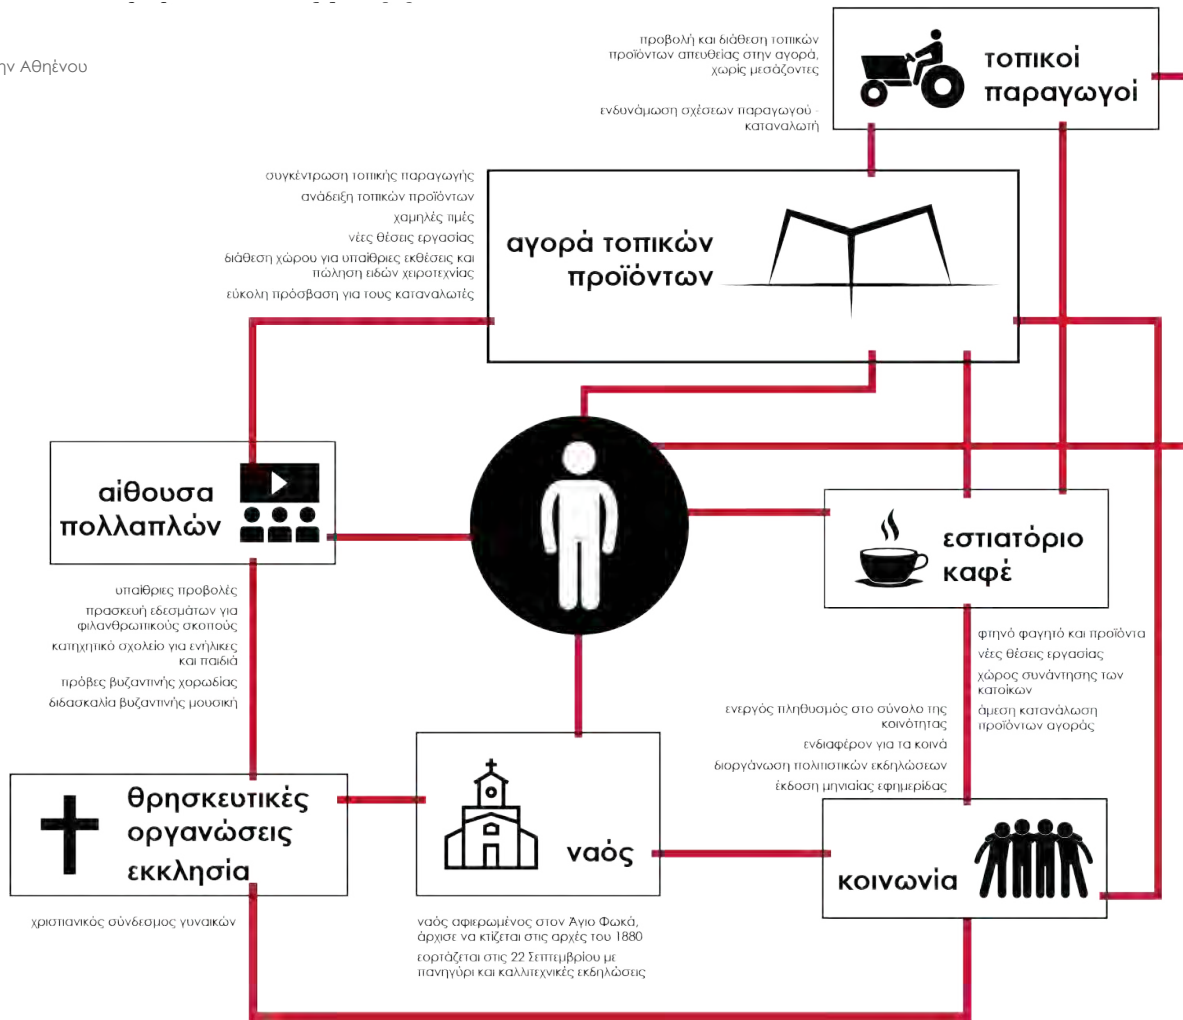 ην Αθηένου
προβολή και διάθεση τοπικών
προϊόντων απευθείας στην αγορά,
χωρίς μεσάζοντες
ενδυνάμωση σχέσεων παραγωγού -
καταναλωτή
τοπικοί
παραγωγοί
συγκέντρωση τοπικής παραγωγής
ανάδειξη τοπικών προϊόντων
χαμηλές τιμές
νέες θέσεις εργασίας
διάθεση χώρου για υπαίθριες εκθέσεις και
πώληση ειδών χειροτεχνίας
εύκολη πρόσβαση για τους καταναλωτές
αγορά τοπικών
προϊόντων
αίθουσα
πολλαπλών
υπαίθριες προβολές
πρασκευή εδεσμάτων για
φιλανθρωπικούς σκοπούς
κατηχητικό σχολείο για ενήλικες
και παιδιά
πρόβες βυζαντινής χορωδίας
διδασκαλία βυζαντινής μουσική
εστιατόριο
καφέ
φτηνό φαγητό και προϊόντα
νέες θέσεις εργασίας
χώρος συνάντησης των
κατοίκων
άμεση κατανάλωση
προϊόντων αγοράς
ενεργός πληθυσμός στο σύνολο της
κοινότητας
ενδιαφέρον για τα κοινά
διοργάνωση πολιτιστικών εκδηλώσεων
έκδοση μηνιαίας εφημερίδας
θρησκευτικές
οργανώσεις
εκκλησία
χριστιανικός σύνδεσμος γυναικών
ναός
ναός αφιερωμένος στον Άγιο Φωκά,
άρχισε να κτίζεται στις αρχές του 1880
εορτάζεται στις 22 Σεπτεμβρίου με
πανηγύρι και καλλιτεχνικές εκδηλώσεις
κοινωνία